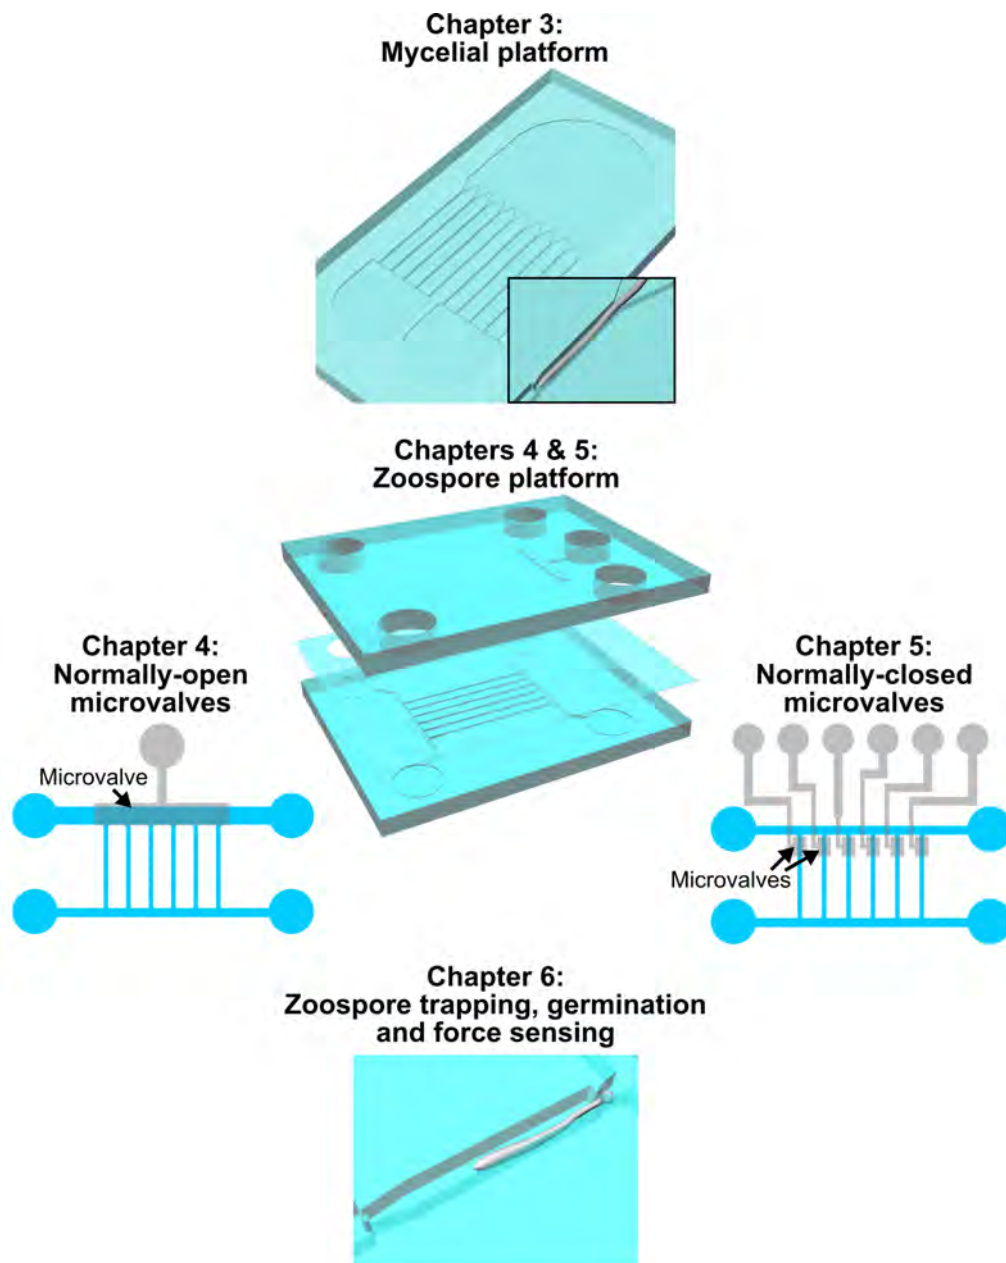 Chapter 3:
Mycelial platform
Chapters 4 & 5:
Zoospore platform
Chapter 4:
Normally-open
microvalves
Microvalve
Chapter 5:
Normally-closed
microvalves
Microvalves
Chapter 6:
Zoospore trapping, germination
and force sensing